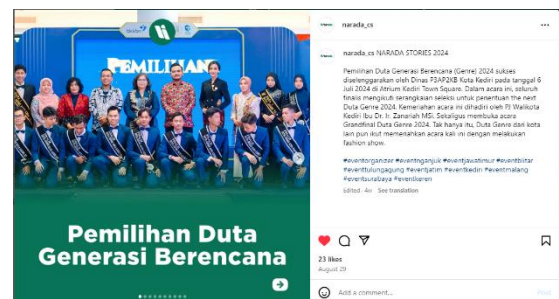 PEMILIHAN
Pemilihan Duta
Generasi Berencana
narada_cs
narada_cs NARADA STORIES 2024
Pemilihan Duta Generasi Berencana (Genre) 2024 sukses
diselenggarakan oleh Dinas P3AP2KB Kota Kediri pada tanggal 6
Juli 2024 di Atrium Kediri Town Square. Dalam acara ini, seluruh
finalis mengikuti serangkaian seleksi untuk penentuan the next
Duta Genre 2024. Kemeriahan acara ini dihadiri oleh PJ Walikota
Kediri Ibu Dr. Ir. Zanariah MSi. Sekaligus membuka acara
Grandfinal Duta Genre 2024. Tak hanya itu, Duta Genre dari kota
lain pun ikut memeriahkan acara kali ini dengan melakukan
fashion show.
#eventorganizer #eventnganjuk #eventjawatimur #eventblitar
#eventtulungagung #eventjatim #eventkediri #eventmalang
#eventsurabaya #eventkeren
Edited · 4w See translation
23 likes
August 29
Add a comment...
Post